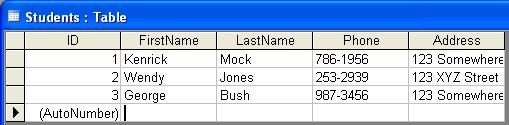 Students : Table
ID FirstName LastName Phone Address
1 Kenrick Mock 786-1956 123 Somewhere
2 Wendy Jones 253-2939 123 XYZ Street
3 George Bush 987-3456 123 Somewhere
(AutoNumber)